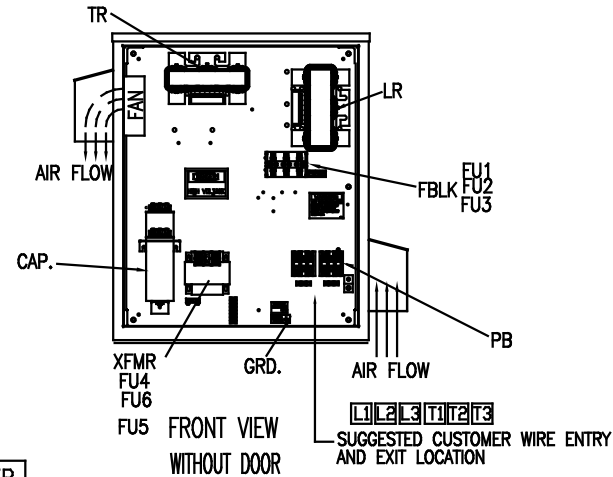 TR
LR
FAN
AIR FLOW
FU1
FBLK FU2
FU3
CAP.
PB
XFMR
FU4
FU6
FU5
GRD.
AIR FLOW
FRONT VIEW
WITHOUT DOOR
L1 L2 L3 T1 T2 T3
SUGGESTED CUSTOMER WIRE ENTRY
AND EXIT LOCATION